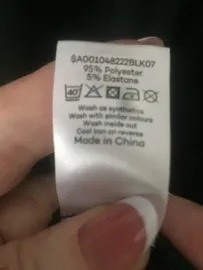 SA001048222BLK07
95% Polyester
5% Elastane
40°
Wash as synthetics
Wash with similar colours
Wash inside out
Cool iron on reverse
Made in China